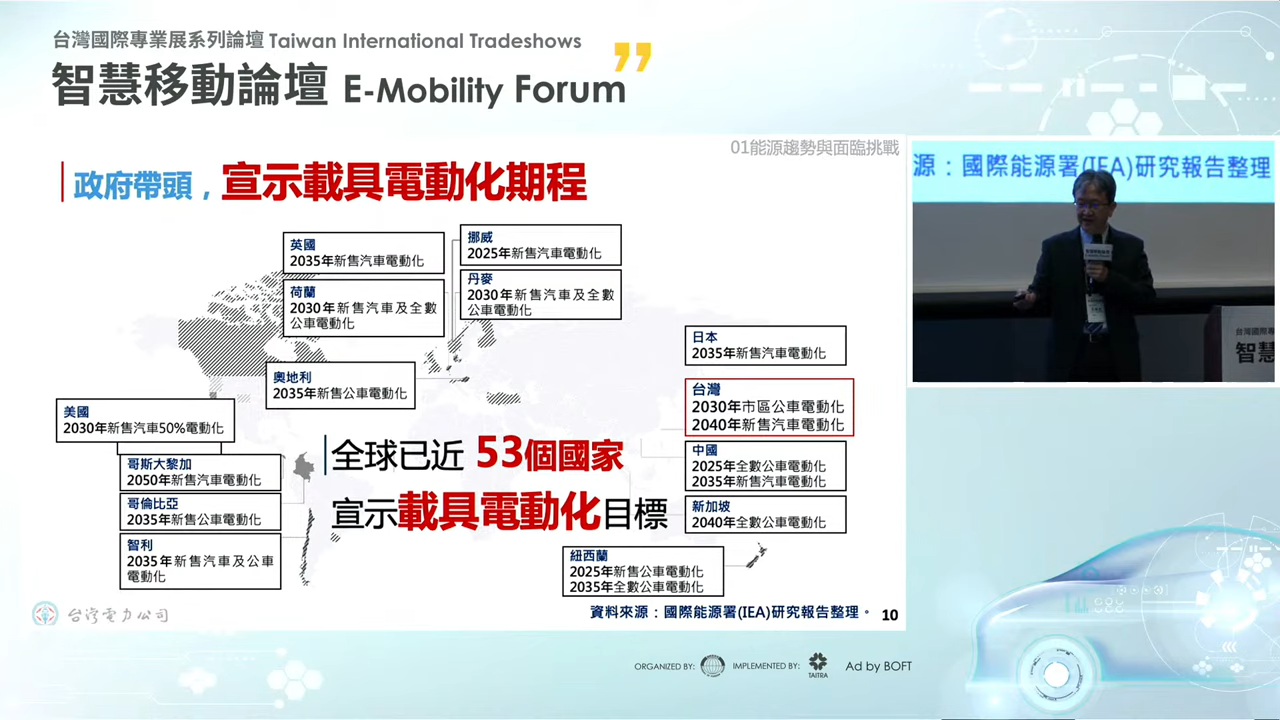 台灣國際專業展系列論壇 Taiwan International Tradeshows
智慧移動論壇 E-Mobility Forum
01能源趨勢與面臨挑戰
政府帶頭，宣示載具電動化期程
英國
2035年新售汽車電動化
挪威
2025年新售汽車電動化
荷蘭
2030年新售汽車及全數
公車電動化
丹麥
2030年新售汽車及全數
公車電動化
奧地利
2035年新售公車電動化
日本
2035年新售汽車電動化
台灣
2030年市區公車電動化
2040年新售汽車電動化
美國
2030年新售汽車50%電動化
全球已近 53個國家
宣示載具電動化目標
中國
2025年全數公車電動化
2035年新售汽車電動化
哥斯大黎加
2050年新售汽車電動化
哥倫比亞
2035年新售公車電動化
新加坡
2040年全數公車電動化
智利
2035年新售汽車及公車
電動化
紐西蘭
2025年新售公車電動化
2035年全數公車電動化
台灣電力公司
資料來源：國際能源署(IEA)研究報告整理。
10
源：國際能源署(IEA)研究報告整理
台灣國際專
智慧
ORGANIZED BY:
IMPLEMENTED BY:
TAITRA
Ad by BOFT